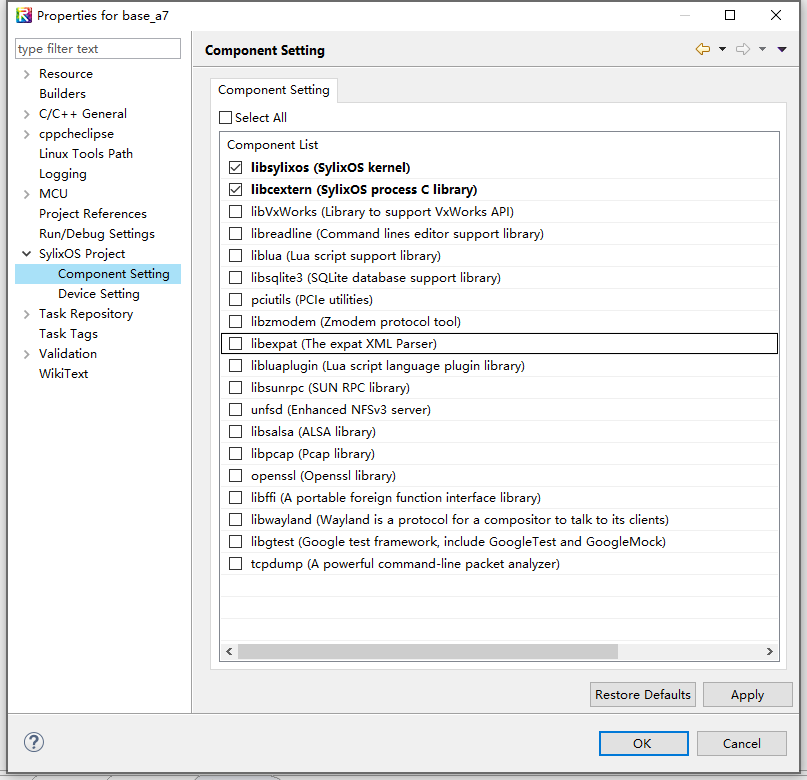 Properties for base_a7
type filter text
Resource
Builders
C/C++ General
cppcheclipse
Linux Tools Path
Logging
MCU
Project References
Run/Debug Settings
SylixOS Project
Component Setting
Device Setting
Task Repository
Task Tags
Validation
WikiText
Component Setting
Component Setting
Select All
Component List
libsylixos (SylixOS kernel)
libcextern (SylixOS process C library)
libVxWorks (Library to support VxWorks API)
libreadline (Command lines editor support library)
liblua (Lua script support library)
libsqlite3 (SQLite database support library)
pciutils (PCIe utilities)
libzmodem (Zmodem protocol tool)
libexpat (The expat XML Parser)
libluaplugin (Lua script language plugin library)
libsunrpc (SUN RPC library)
unfsd (Enhanced NFSv3 server)
libsalsa (ALSA library)
libpcap (Pcap library)
openssl (Openssl library)
libffi (A portable foreign function interface library)
libwayland (Wayland is a protocol for a compositor to talk to its clients)
libgtest (Google test framework, include GoogleTest and GoogleMock)
tcpdump (A powerful command-line packet analyzer)
Restore Defaults
Apply
OK
Cancel